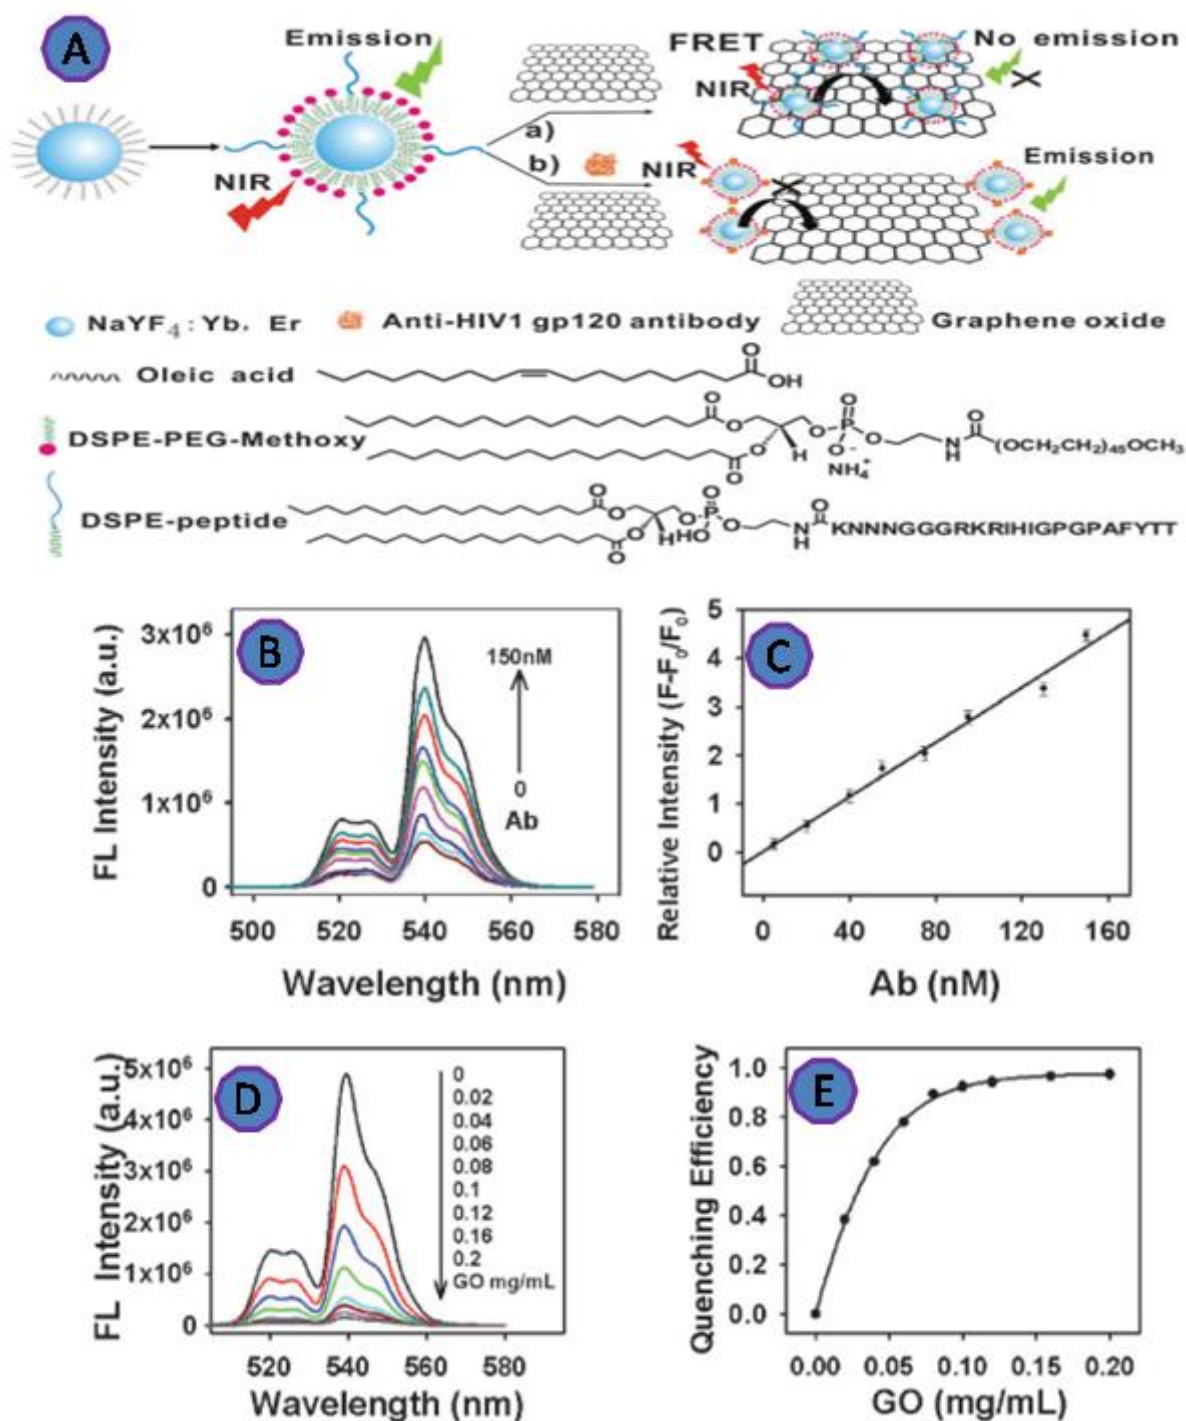 A
Emission
NIR
a)
b)
FRET
NIR
No emission
NIR
Emission
NaYF4:Yb, Er
Anti-HIV1 gp120 antibody
Graphene oxide
Oleic acid
O
OH
DSPE-PEG-Methoxy
O
O
O
O
O
O
P
O-
O
NH4+
H
N
H
O
(OCH2CH2)45OCH3
DSPE-peptide
O
O
O
O
H
O
O
P
HO
O
N
H
O
KNNNGGGRKRIHIGPGPAFYTT
B
FL Intensity (a.u.)
3x10^6
2x10^6
1x10^6
0
150nM
0
Ab
500 520 540 560 580
Wavelength (nm)
C
Relative Intensity (F-F0/F0)
5
4
3
2
1
0
0 40 80 120 160
Ab (nM)
D
FL Intensity (a.u.)
5x10^6
4x10^6
3x10^6
2x10^6
1x10^6
0
0
0.02
0.04
0.06
0.08
0.1
0.12
0.16
0.2
GO mg/mL
520 540 560 580
Wavelength (nm)
E
Quenching Efficiency
1.0
0.8
0.6
0.4
0.2
0.0
0.00 0.05 0.10 0.15 0.20
GO (mg/mL)